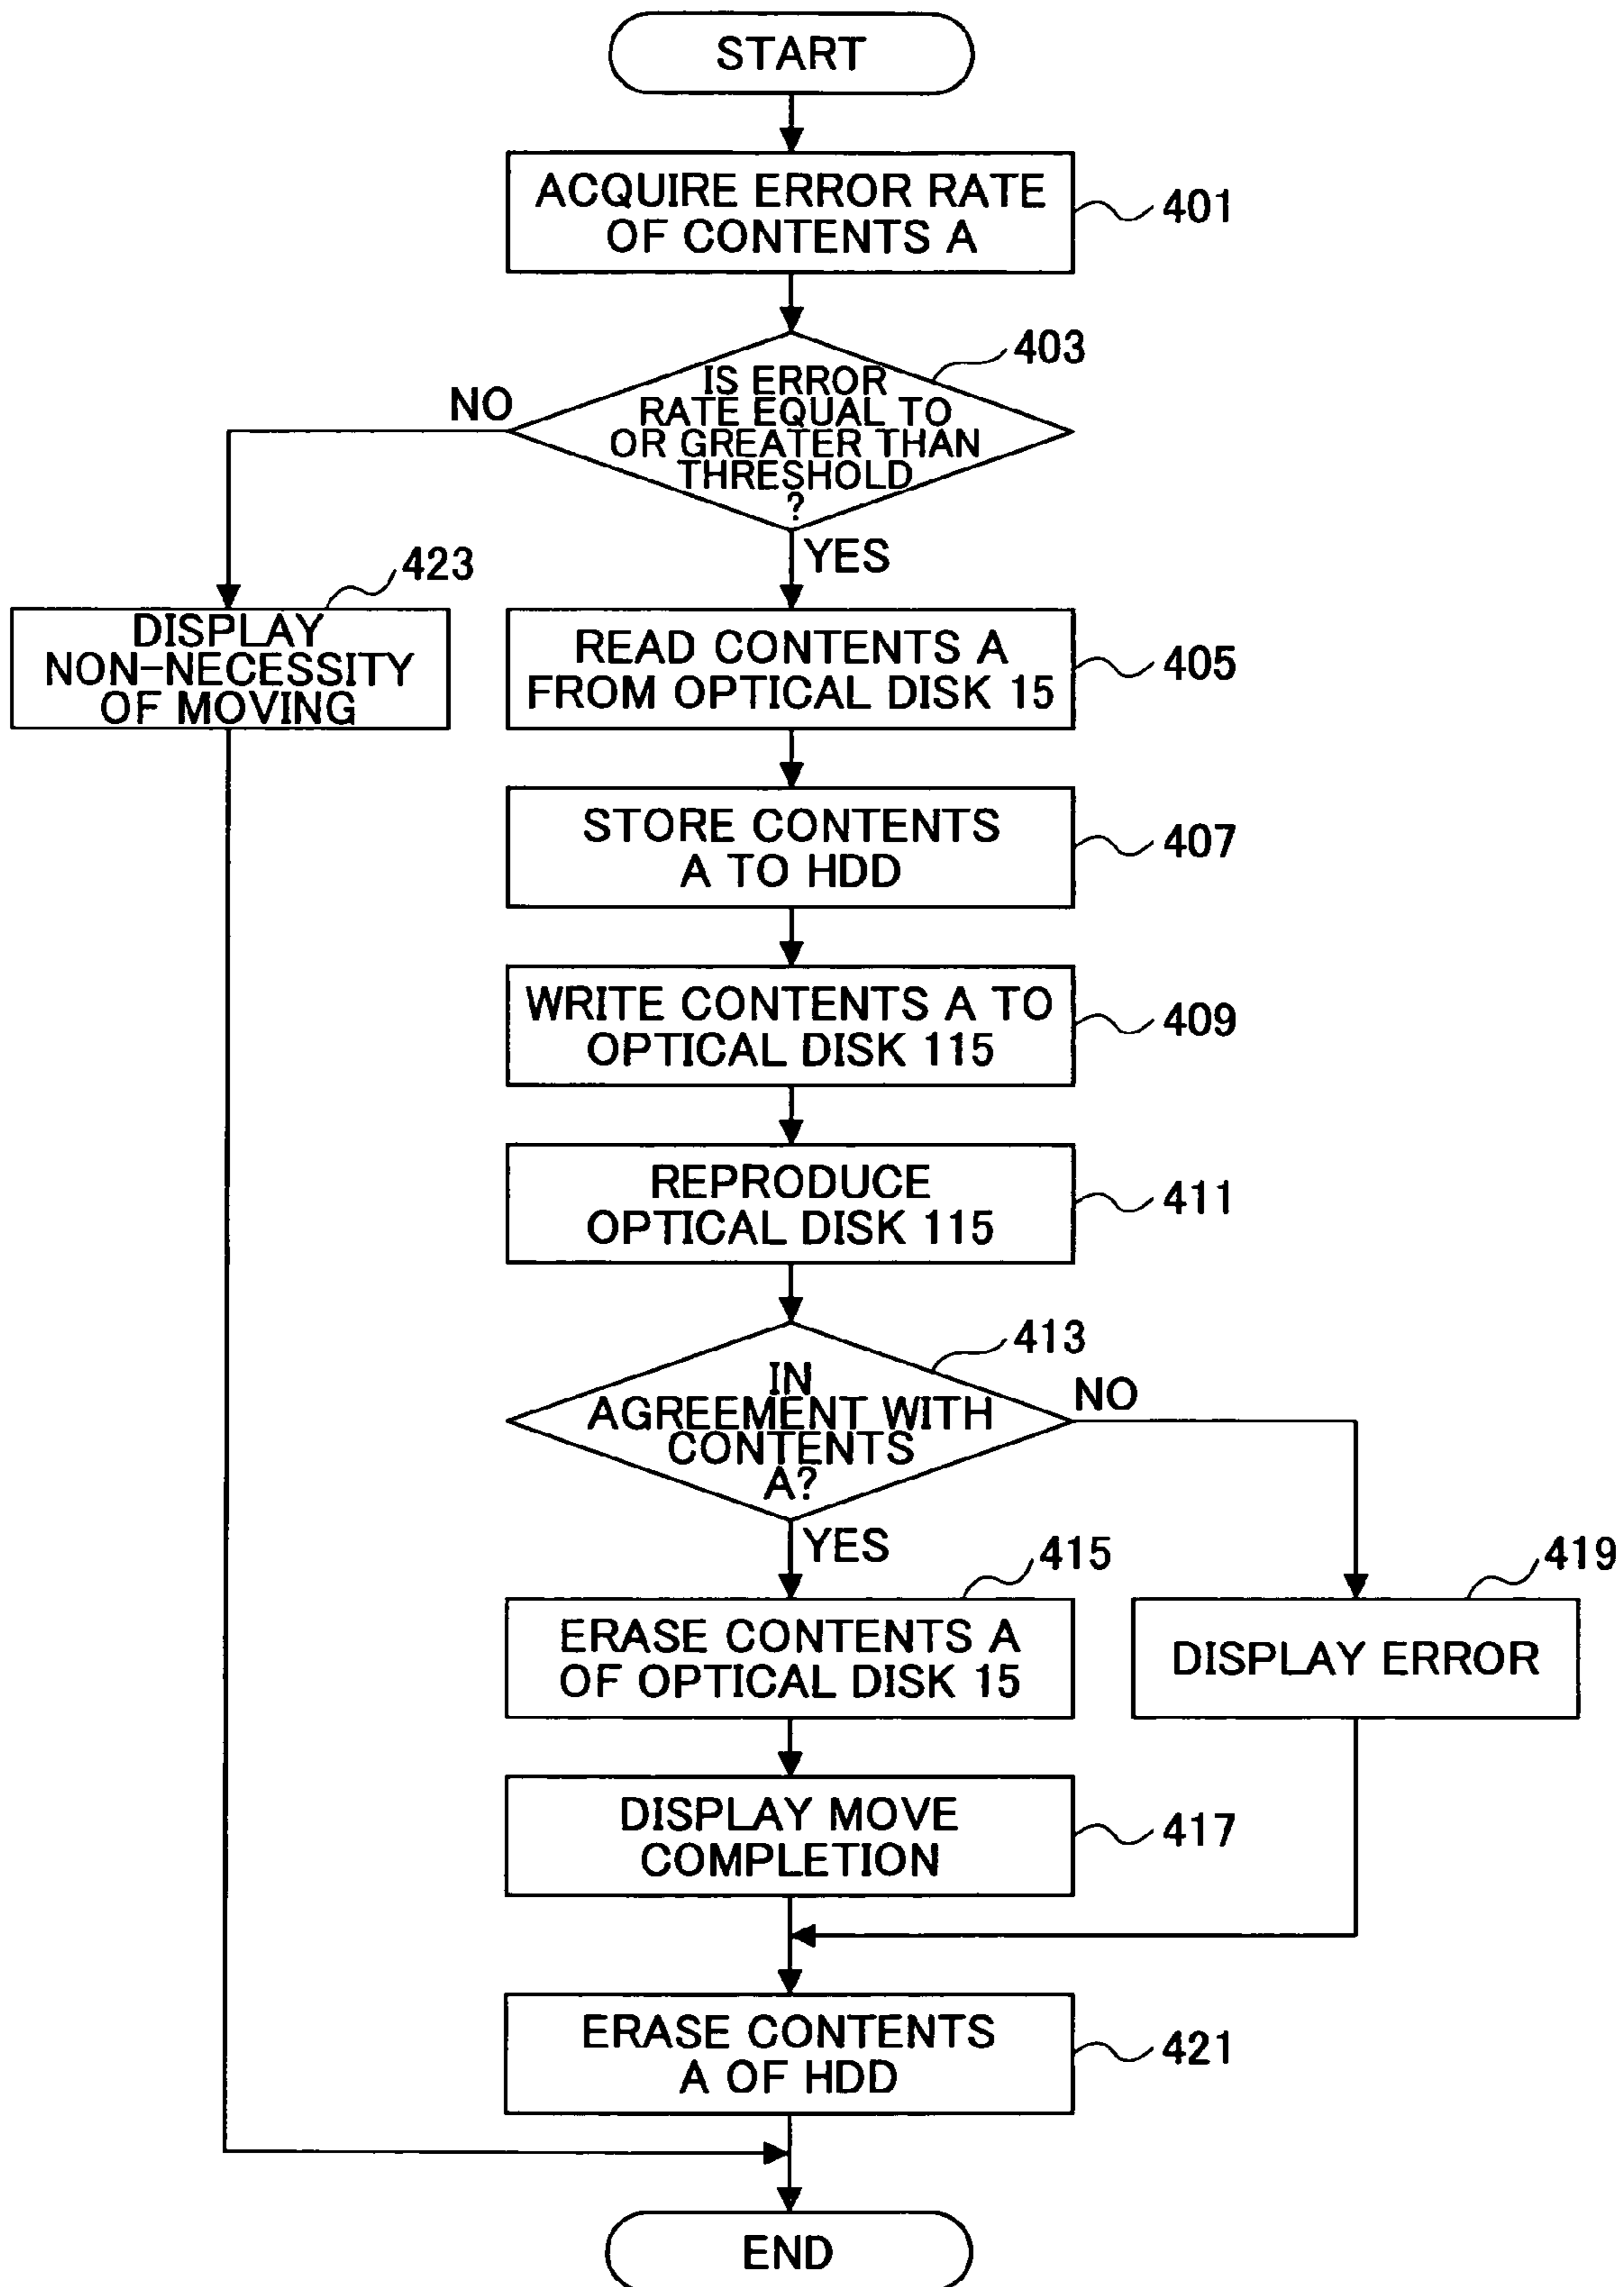 START
ACQUIRE ERROR RATE
OF CONTENTS A
401
403
IS ERROR
RATE EQUAL TO
OR GREATER THAN
THRESHOLD
?
NO
YES
423
DISPLAY
NON-NECESSITY
OF MOVING
READ CONTENTS A
FROM OPTICAL DISK 15
405
STORE CONTENTS
A TO HDD
407
WRITE CONTENTS A TO
OPTICAL DISK 115
409
REPRODUCE
OPTICAL DISK 115
411
413
IN
AGREEMENT WITH
CONTENTS
A?
NO
YES
415
ERASE CONTENTS A
OF OPTICAL DISK 15
419
DISPLAY ERROR
DISPLAY MOVE
COMPLETION
417
ERASE CONTENTS
A OF HDD
421
END